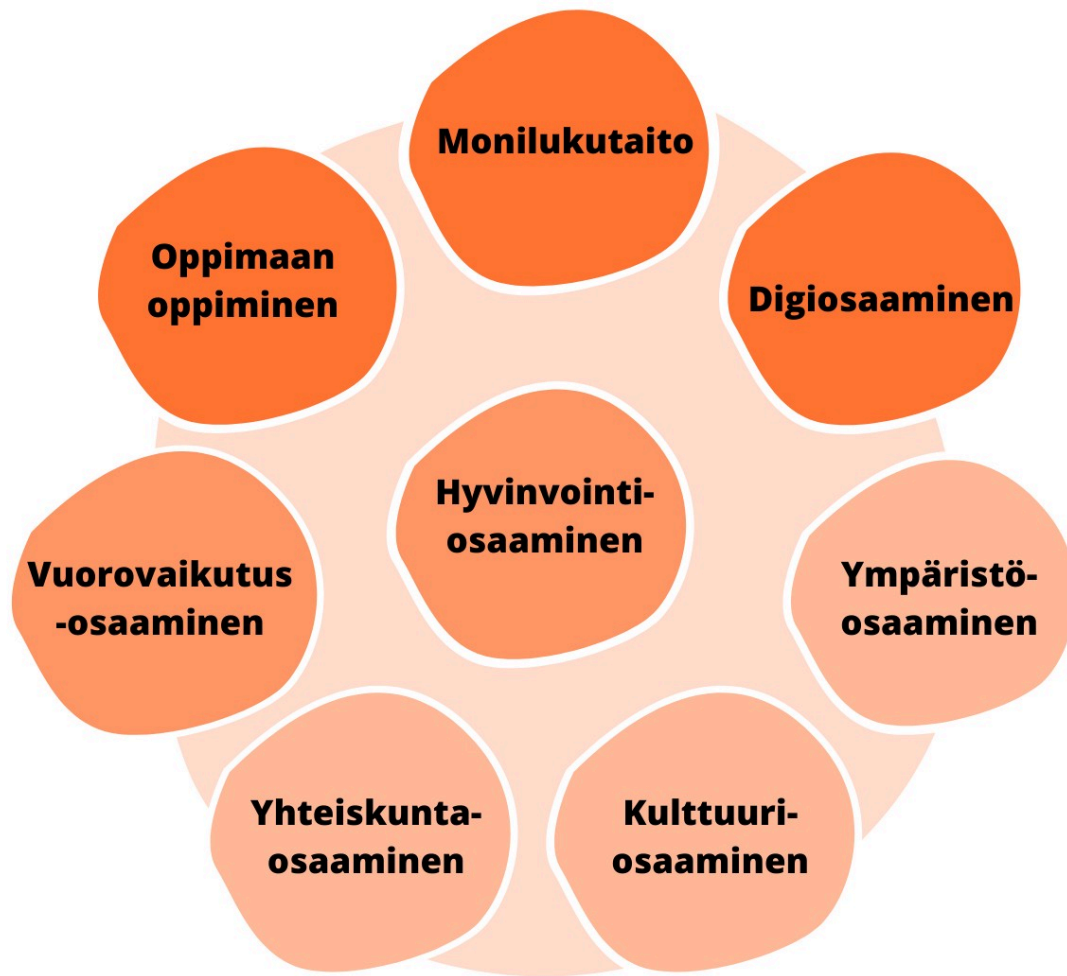 Monilukutaito
Oppimaan
oppiminen
Digiosaaminen
Hyvinvointi-
osaaminen
Vuorovaikutus
-osaaminen
Ympäristö-
osaaminen
Yhteiskunta-
osaaminen
Kulttuuri-
osaaminen